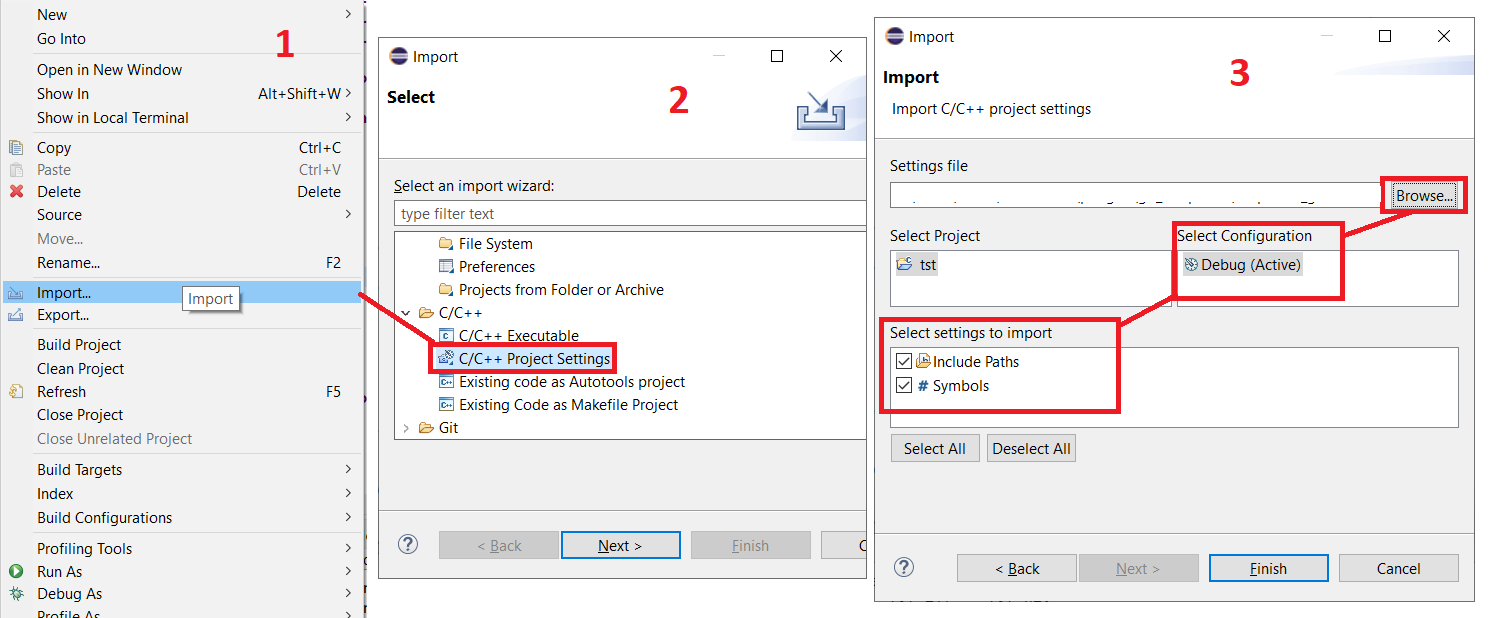 1
New
Go Into
Open in New Window
Show In Alt+Shift+W
Show in Local Terminal
Copy Ctrl+C
Paste Ctrl+V
Delete Delete
Source
Move...
Rename... F2
Import...
Import
Export...
Build Project
Clean Project
Refresh F5
Close Project
Close Unrelated Project
Build Targets
Index
Build Configurations
Profiling Tools
Run As
Debug As
Profile As
2
Import
Select
Select an import wizard:
type filter text
File System
Preferences
Projects from Folder or Archive
C/C++
C/C++ Executable
C/C++ Project Settings
Existing code as Autotools project
Existing Code as Makefile Project
Git
< Back Next > Finish
3
Import
Import
Import C/C++ project settings
Settings file
Browse...
Select Project Select Configuration
tst Debug (Active)
Select settings to import
Include Paths
# Symbols
Select All Deselect All
< Back Next > Finish Cancel